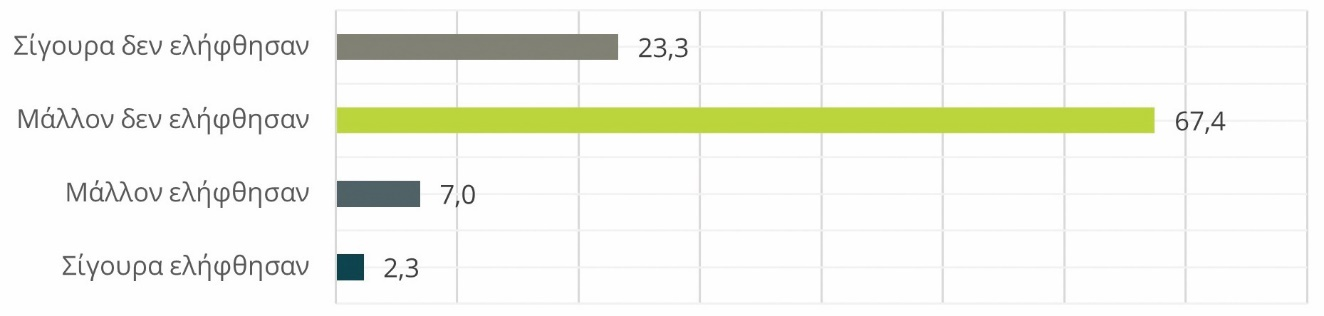 Σίγουρα δεν ελήφθησαν 23,3
Μάλλον δεν ελήφθησαν 67,4
Μάλλον ελήφθησαν 7,0
Σίγουρα ελήφθησαν 2,3